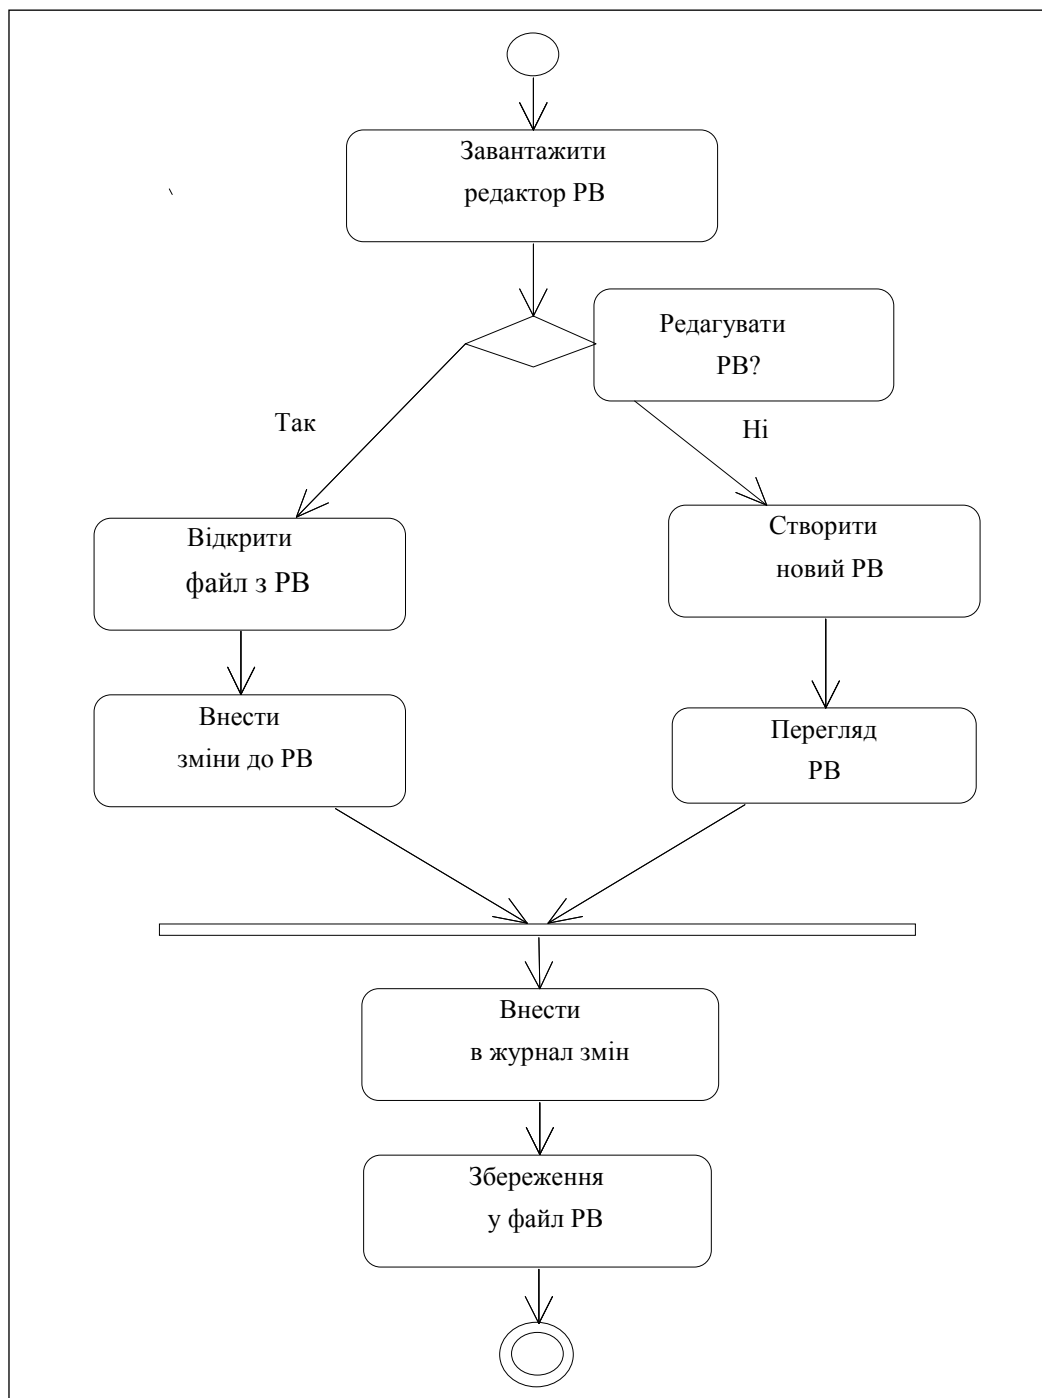 Завантажити
редактор РВ
Редагувати
РВ?
Так
Ні
Відкрити
файл з РВ
Створити
новий РВ
Внести
зміни до РВ
Перегляд
РВ
Внести
в журнал змін
Збереження
у файл РВ